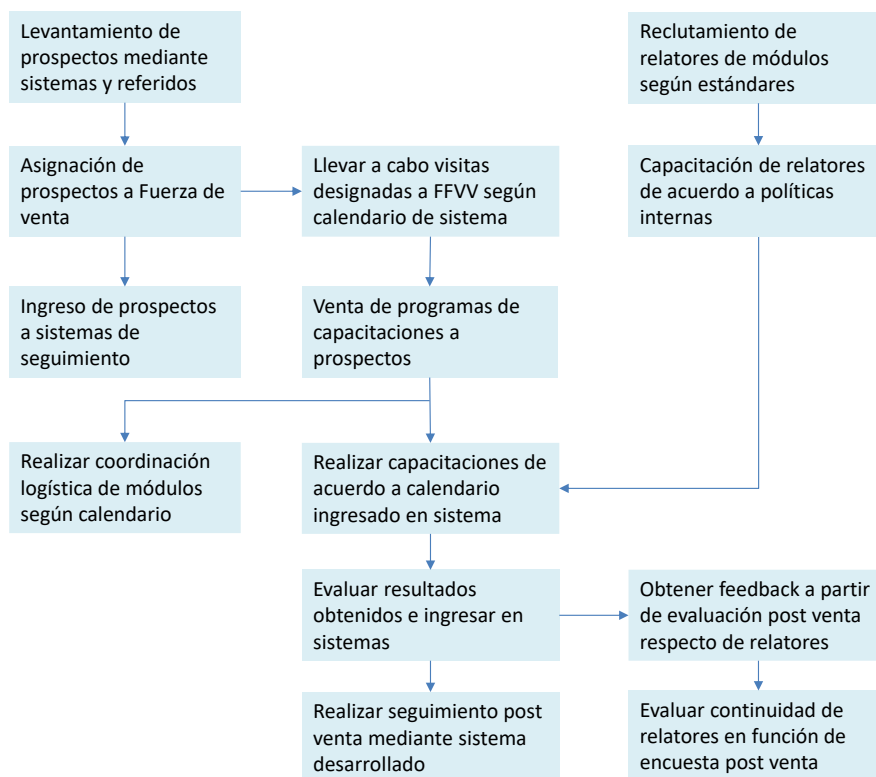 Levantamiento de
prospectos mediante
sistemas y referidos
Reclutamiento de
relatores de módulos
según estándares
Asignación de
prospectos a Fuerza de
venta
Llevar a cabo visitas
designadas a FFVV según
calendario de sistema
Capacitación de relatores
de acuerdo a políticas
internas
Ingreso de prospectos
a sistemas de
seguimiento
Venta de programas de
capacitaciones a
prospectos
Realizar coordinación
logística de módulos
según calendario
Realizar capacitaciones de
acuerdo a calendario
ingresado en sistema
Evaluar resultados
obtenidos e ingresar en
sistemas
Obtener feedback a partir
de evaluación post venta
respecto de relatores
Realizar seguimiento post
venta mediante sistema
desarrollado
Evaluar continuidad de
relatores en función de
encuesta post venta